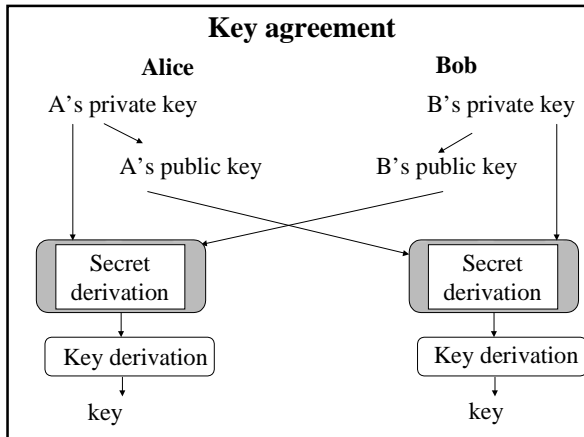 Key agreement
Alice
Bob
A's private key
B's private key
A's public key
B's public key
Secret
derivation
Secret
derivation
Key derivation
Key derivation
key
key